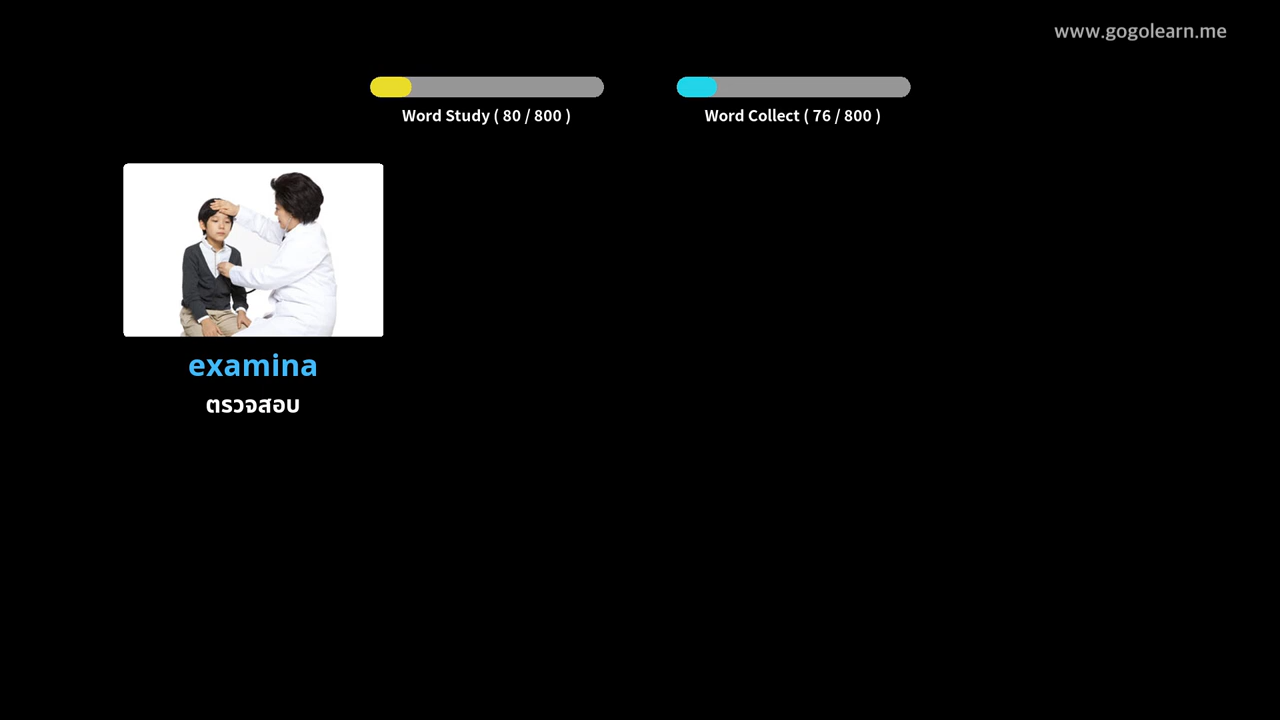 www.gogolearn.me
Word Study ( 80 / 800 )
Word Collect ( 76 / 800 )
examina
ตรวจสอบ